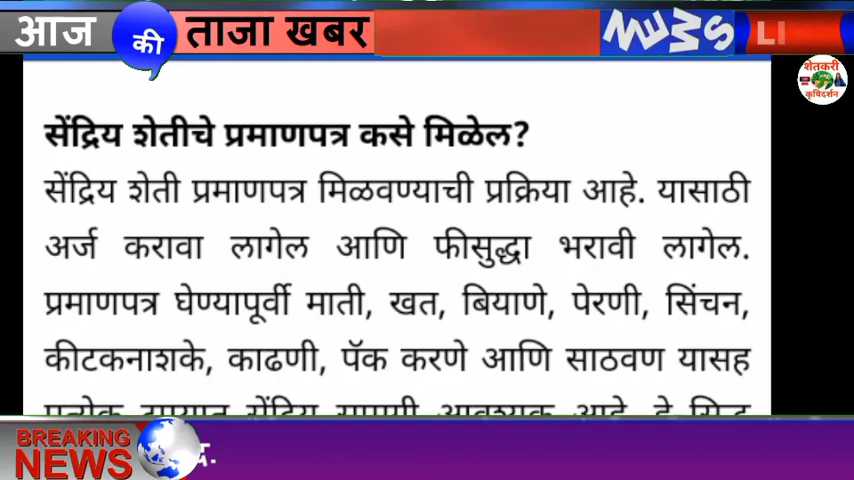 आज की ताजा खबर
NEWS
LI
शेतकरी
कृषिदर्शन
सेंद्रिय शेतीचे प्रमाणपत्र कसे मिळेल?
सेंद्रिय शेती प्रमाणपत्र मिळवण्याची प्रक्रिया आहे. यासाठी
अर्ज करावा लागेल आणि फीसुद्धा भरावी लागेल.
प्रमाणपत्र घेण्यापूर्वी माती, खत, बियाणे, पेरणी, सिंचन,
कीटकनाशके, काढणी, पॅक करणे आणि साठवण यासह
BREAKING
NEWS